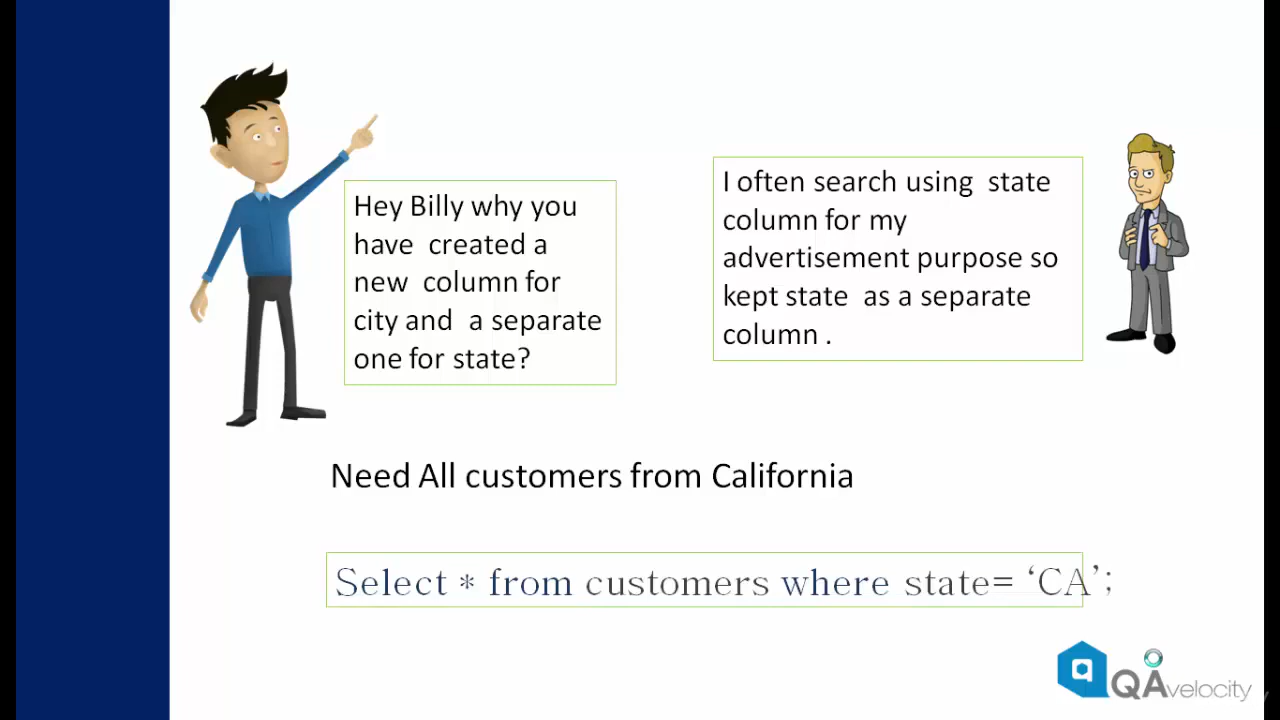 Hey Billy why you
have created a
new column for
city and a separate
one for state?
I often search using state
column for my
advertisement purpose so
kept state as a separate
column .
Need All customers from California
Select * from customers where state= ‘CA’;
q QAvelocity